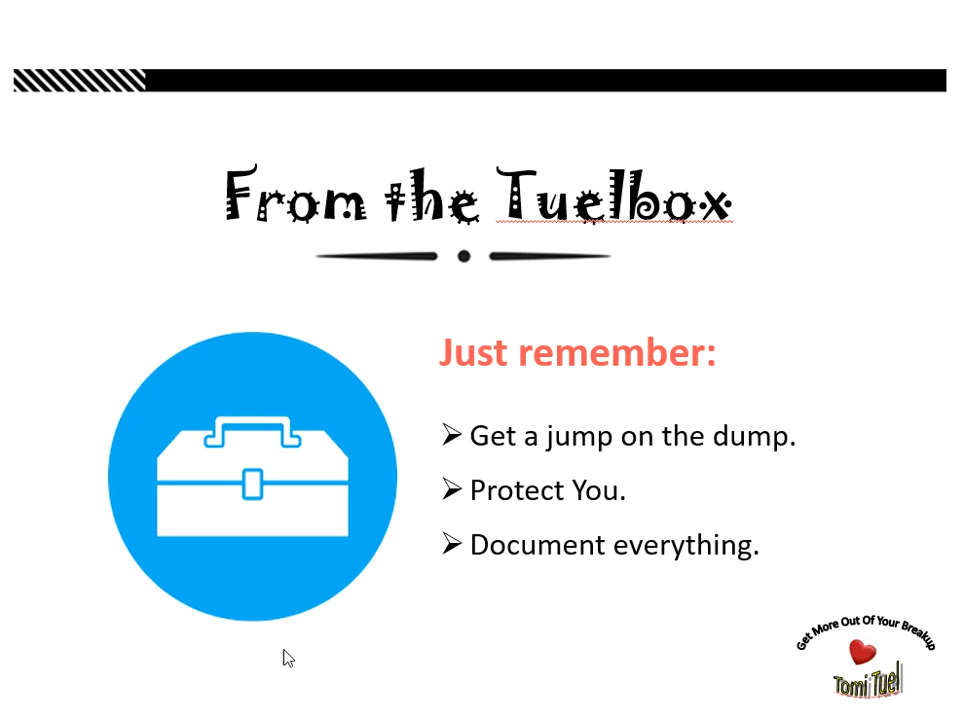 From the Tuelbox
Just remember:
➢ Get a jump on the dump.
➢ Protect You.
➢ Document everything.
Get More Out Of Your Breakup
Tomi Tuel